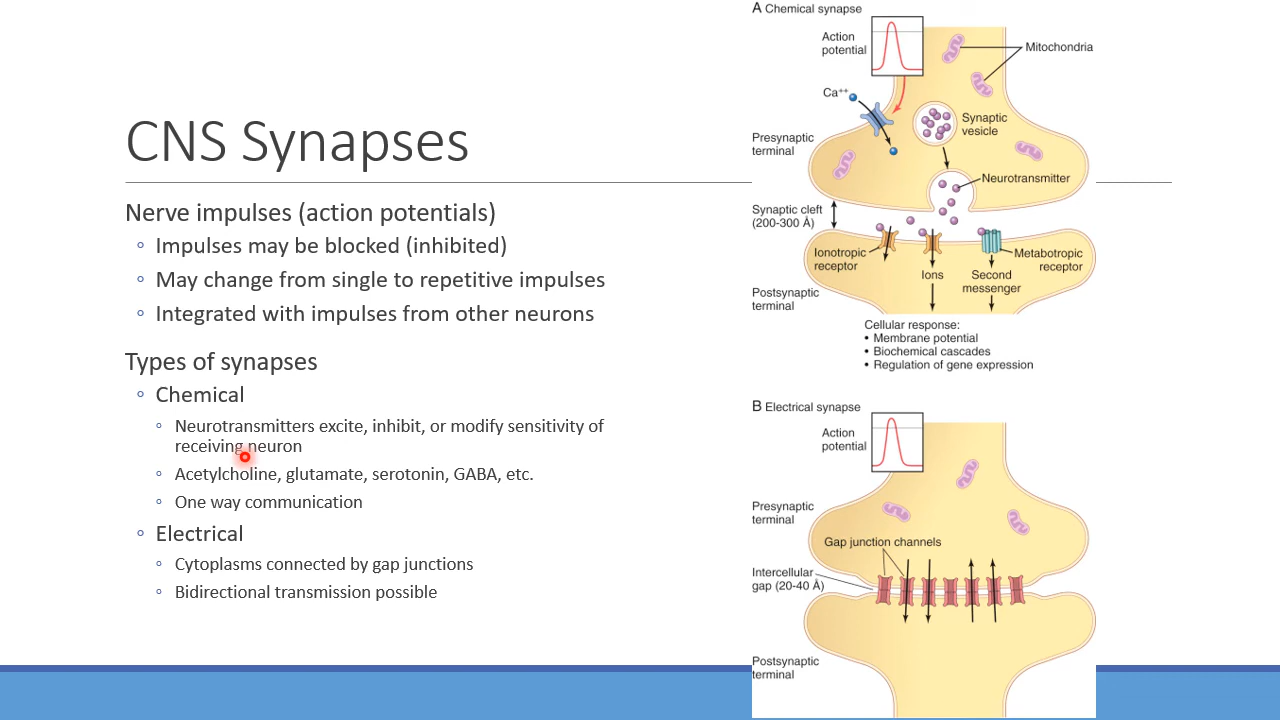 CNS Synapses
Nerve impulses (action potentials)
◦ Impulses may be blocked (inhibited)
◦ May change from single to repetitive impulses
◦ Integrated with impulses from other neurons
Types of synapses
◦ Chemical
◦ Neurotransmitters excite, inhibit, or modify sensitivity of
receiving neuron
◦ Acetylcholine, glutamate, serotonin, GABA, etc.
◦ One way communication
◦ Electrical
◦ Cytoplasms connected by gap junctions
◦ Bidirectional transmission possible
A Chemical synapse
Action
potential
Mitochondria
Ca++
Synaptic
vesicle
Presynaptic
terminal
Neurotransmitter
Synaptic cleft
(200-300 Å)
Ionotropic
receptor
Metabotropic
receptor
Ions
Second
messenger
Postsynaptic
terminal
Cellular response:
• Membrane potential
• Biochemical cascades
• Regulation of gene expression
B Electrical synapse
Action
potential
Presynaptic
terminal
Gap junction channels
Intercellular
gap (20-40 Å)
Postsynaptic
terminal